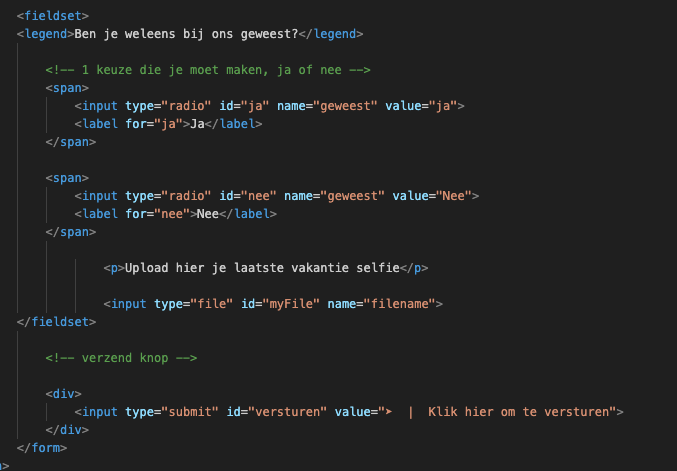 <fieldset>
<legend>Ben je weleens bij ons geweest?</legend>
<!-- 1 keuze die je moet maken, ja of nee -->
<span>
<input type="radio" id="ja" name="geweest" value="ja">
<label for="ja">Ja</label>
</span>
<span>
<input type="radio" id="nee" name="geweest" value="Nee">
<label for="nee">Nee</label>
</span>
<p>Upload hier je laatste vakantie selfie</p>
<input type="file" id="myFile" name="filename">
</fieldset>
<!-- verzend knop -->
<div>
<input type="submit" id="versturen" value="➤  |  Klik hier om te versturen">
</div>
</form>